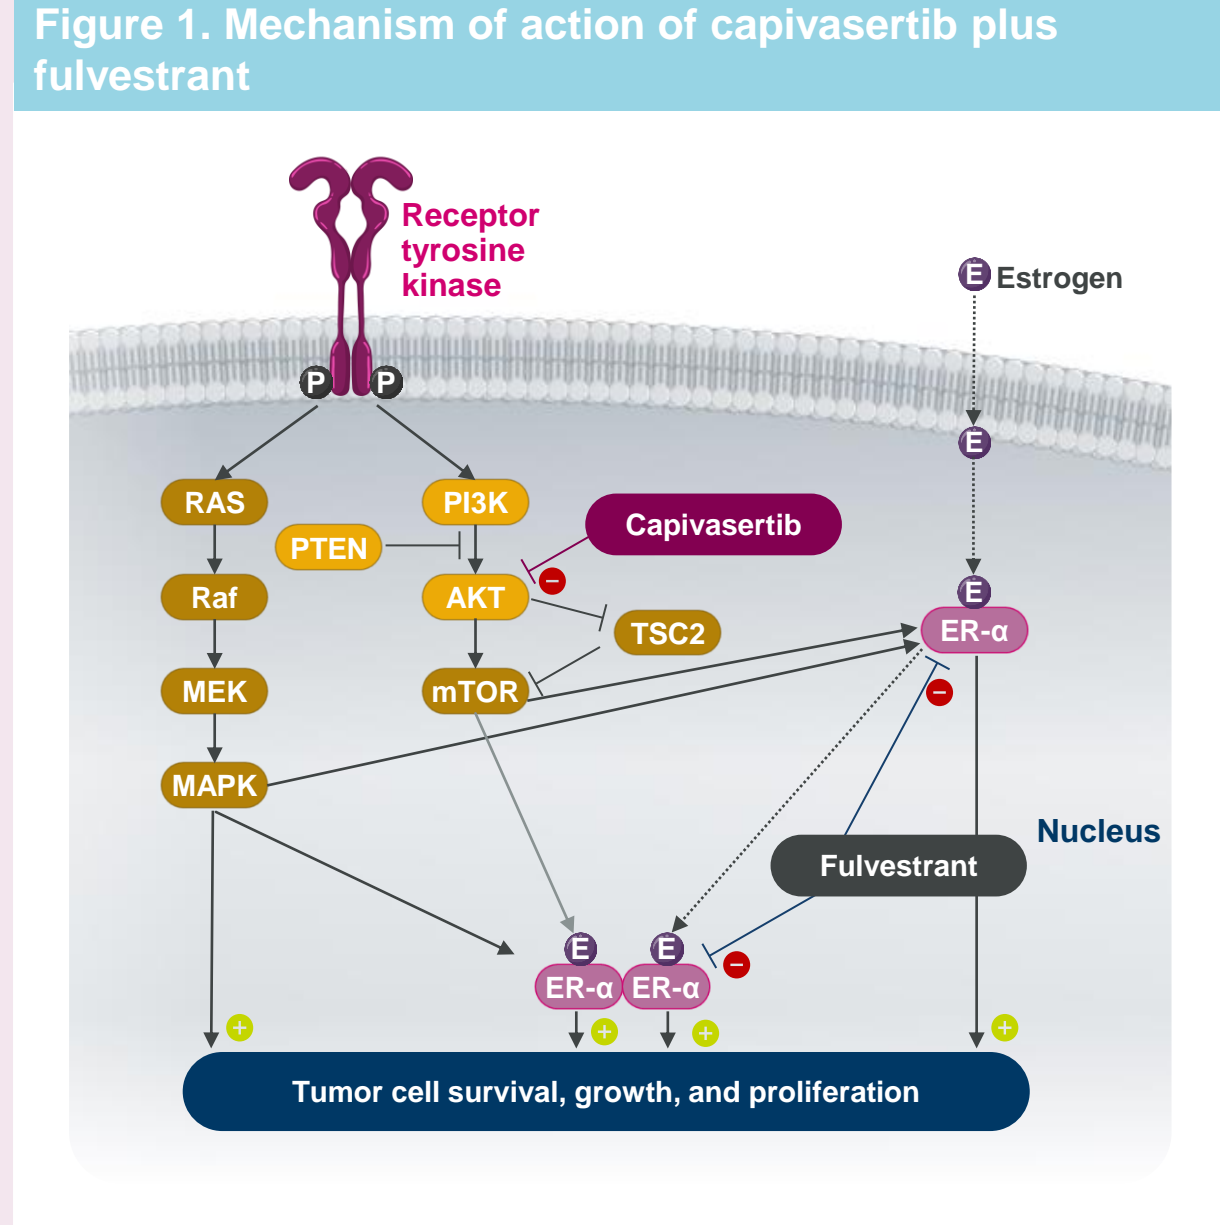 Figure 1. Mechanism of action of capivasertib plus
fulvestrant
Receptor
tyrosine
kinase
E Estrogen
P P
E
RAS
PI3K
Capivasertib
PTEN
−
Raf
AKT
E
ER-α
TSC2
MEK
mTOR
−
MAPK
Nucleus
Fulvestrant
E E
−
ER-α ER-α
+ + + +
Tumor cell survival, growth, and proliferation